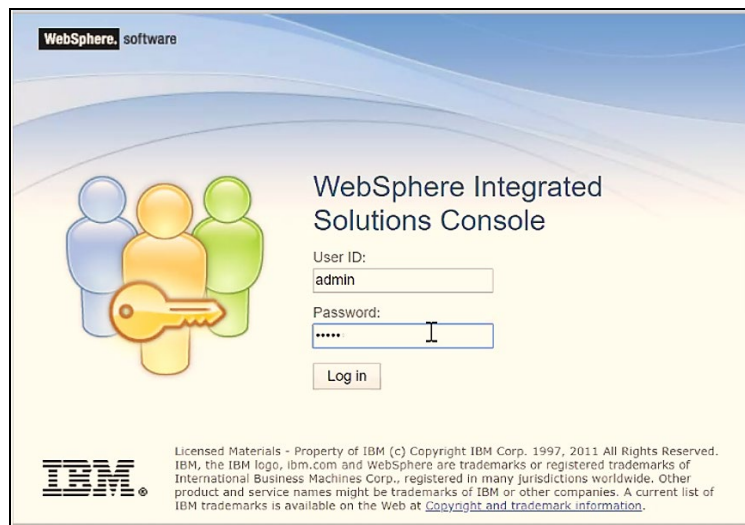 WebSphere. software
WebSphere Integrated
Solutions Console
User ID:
admin
Password:
•••••
Log in
IBM®
Licensed Materials - Property of IBM (c) Copyright IBM Corp. 1997, 2011 All Rights Reserved.
IBM, the IBM logo, ibm.com and WebSphere are trademarks or registered trademarks of
International Business Machines Corp., registered in many jurisdictions worldwide. Other
product and service names might be trademarks of IBM or other companies. A current list of
IBM trademarks is available on the Web at Copyright and trademark information.